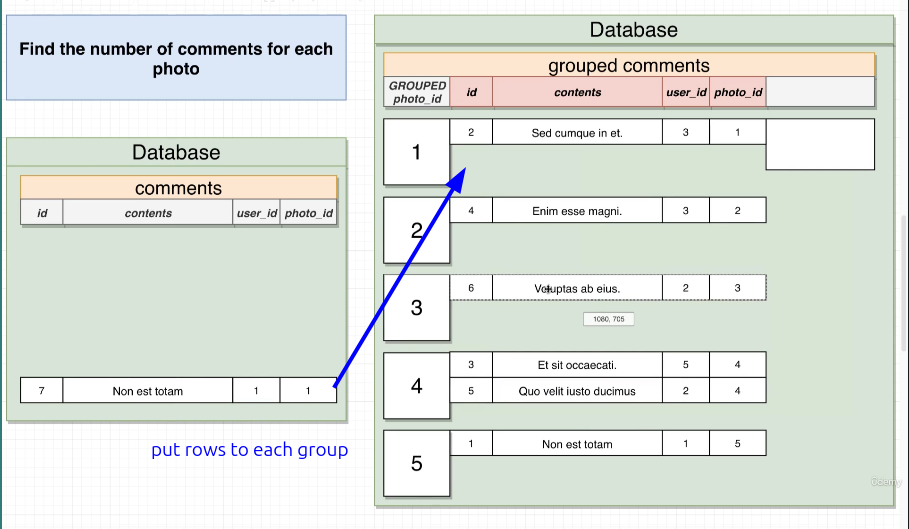 Find the number of comments for each
photo
Database
comments
id contents user_id photo_id
7 Non est totam 1 1
put rows to each group
Database
grouped comments
GROUPED
photo_id id contents user_id photo_id
1 2 Sed cumque in et. 3 1
2 4 Enim esse magni. 3 2
3 6 Voluptas ab eius. 2 3
1080, 705
4 3 Et sit occaecati. 5 4
5 Quo velit iusto ducimus 2 4
5 1 Non est totam 1 5
Udemy